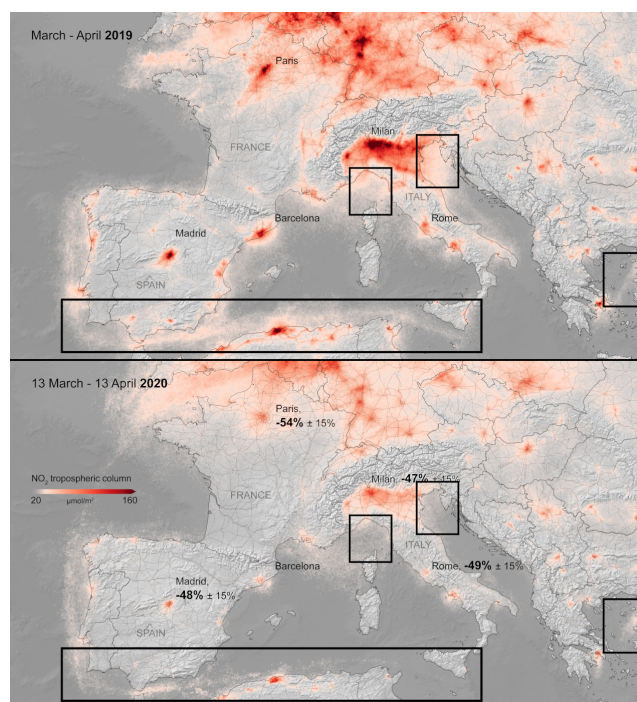 March - April 2019
Paris
Milan
FRANCE
ITALY
Barcelona
Rome
Madrid
SPAIN
13 March - 13 April 2020
Paris,
-54% ± 15%
NO₂ tropospheric column
µmol/m²
20 160
Milan, -47% ± 15%
FRANCE
ITALY
Barcelona
Rome, -49% ± 15%
Madrid,
-48% ± 15%
SPAIN